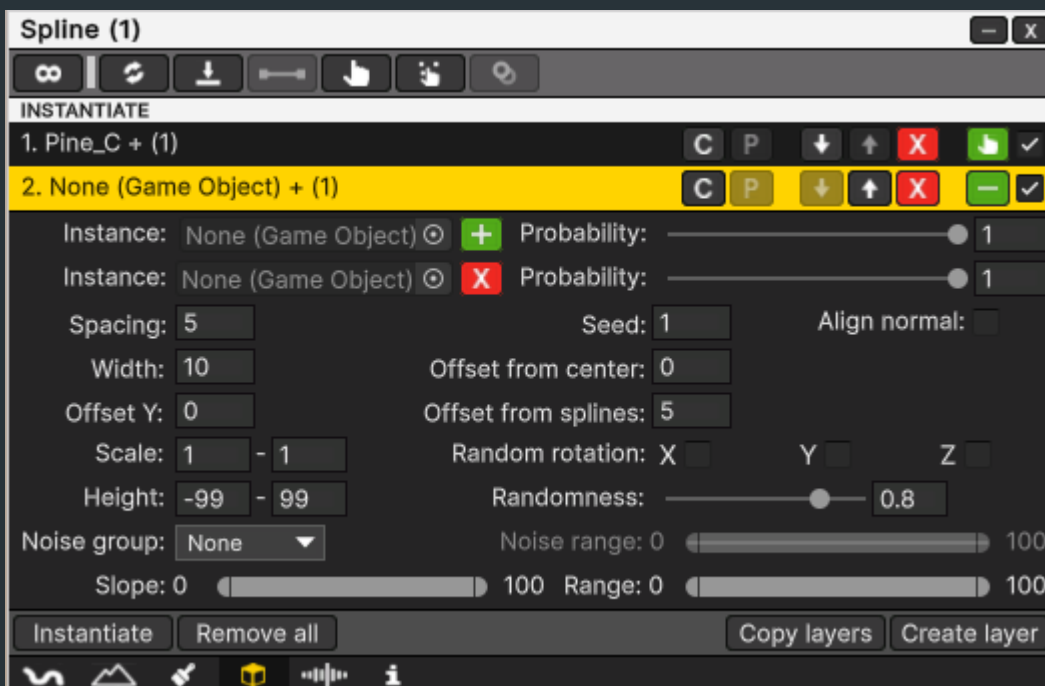 Spline (1)
– X
INSTANTIATE
1. Pine_C + (1) C P X
2. None (Game Object) + (1) C P X
Instance: None (Game Object) + Probability: 1
Instance: None (Game Object) X Probability: 1
Spacing: 5 Seed: 1 Align normal:
Width: 10 Offset from center: 0
Offset Y: 0 Offset from splines: 5
Scale: 1 - 1 Random rotation: X Y Z
Height: -99 - 99 Randomness: 0.8
Noise group: None Noise range: 0 100
Slope: 0 100 Range: 0 100
Instantiate Remove all Copy layers Create layer